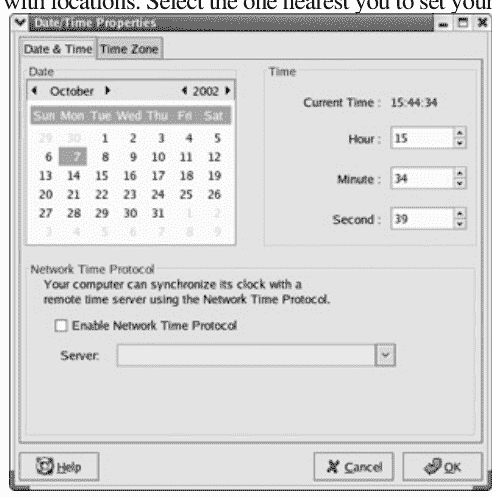 with locations. Select the one nearest you to set your
Date/Time Properties
Date & Time Time Zone
Date
October 2002
Sun Mon Tue Wed Thu Fri Sat
29 30 1 2 3 4 5
6 7 8 9 10 11 12
13 14 15 16 17 18 19
20 21 22 23 24 25 26
27 28 29 30 31 1 2
3 4 5 6 7 8 9
Time
Current Time : 15:44:34
Hour : 15
Minute : 34
Second : 39
Network Time Protocol
Your computer can synchronize its clock with a
remote time server using the Network Time Protocol.
Enable Network Time Protocol
Server:
Help Cancel OK